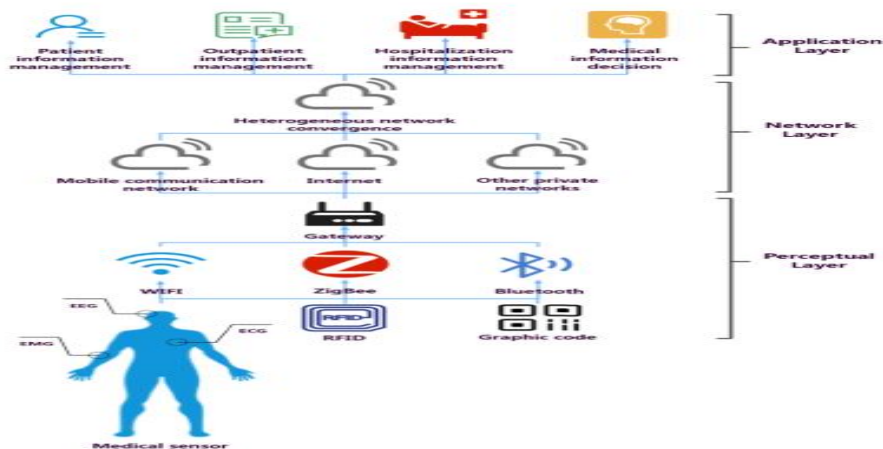 Patient
information
management
Outpatient
information
management
Hospitalization
information
management
Medical
information
decision
Application
Layer
Heterogeneous network
convergence
Network
Layer
Mobile communication
network
Internet
Other private
networks
Gateway
Perceptual
Layer
WIFI
ZigBee
Bluetooth
EEG
ECG
EMG
RFID
RFID
Graphic code
Medical sensor